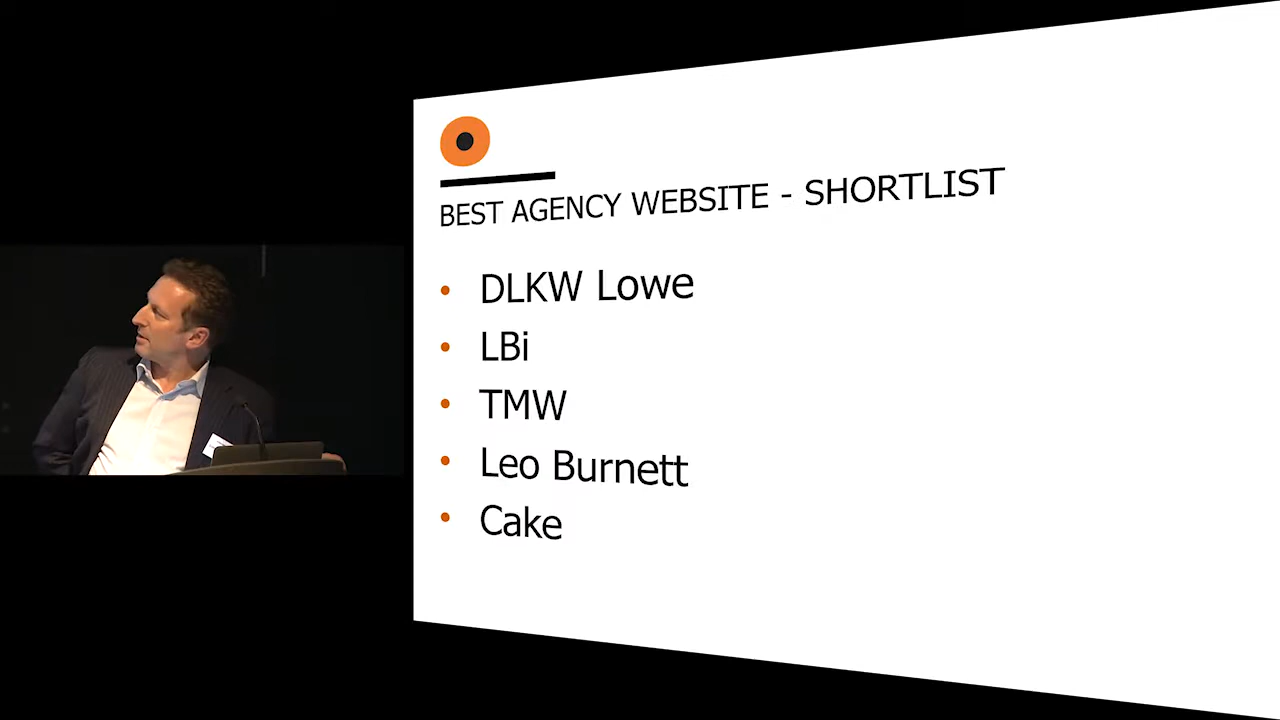 BEST AGENCY WEBSITE - SHORTLIST
• DLKW Lowe
• LBi
• TMW
• Leo Burnett
• Cake